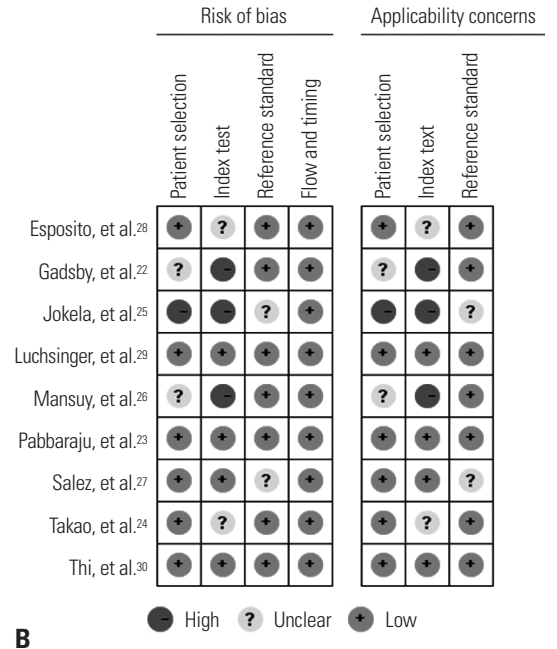 Risk of bias Applicability concerns
Patient selection Index test Reference standard Flow and timing Patient selection Index text Reference standard
Esposito, et al.28 + ? + + + ? +
Gadsby, et al.22 ? - + + ? - +
Jokela, et al.25 - - ? + - - ?
Luchsinger, et al.29 + + + + + + +
Mansuy, et al.26 ? - + + ? - +
Pabbaraju, et al.23 + + + + + + +
Salez, et al.27 + + ? + + + ?
Takao, et al.24 + ? + + + ? +
Thi, et al.30 + + + + + + +
- High ? Unclear + Low
B